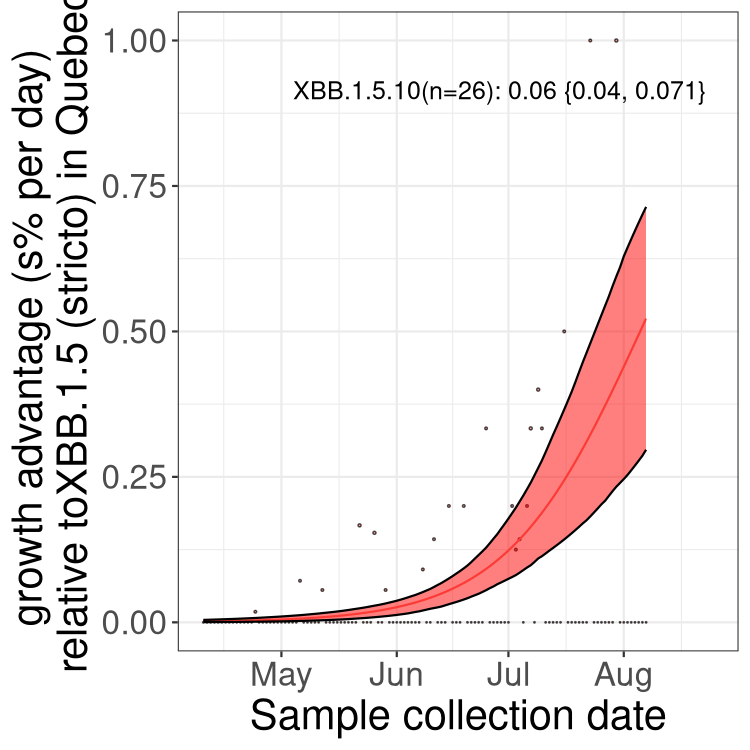 growth advantage (s% per day)
relative toXBB.1.5 (stricto) in Quebec
1.00
XBB.1.5.10(n=26): 0.06 {0.04, 0.071}
0.75
0.50
0.25
0.00
May Jun Jul Aug
Sample collection date